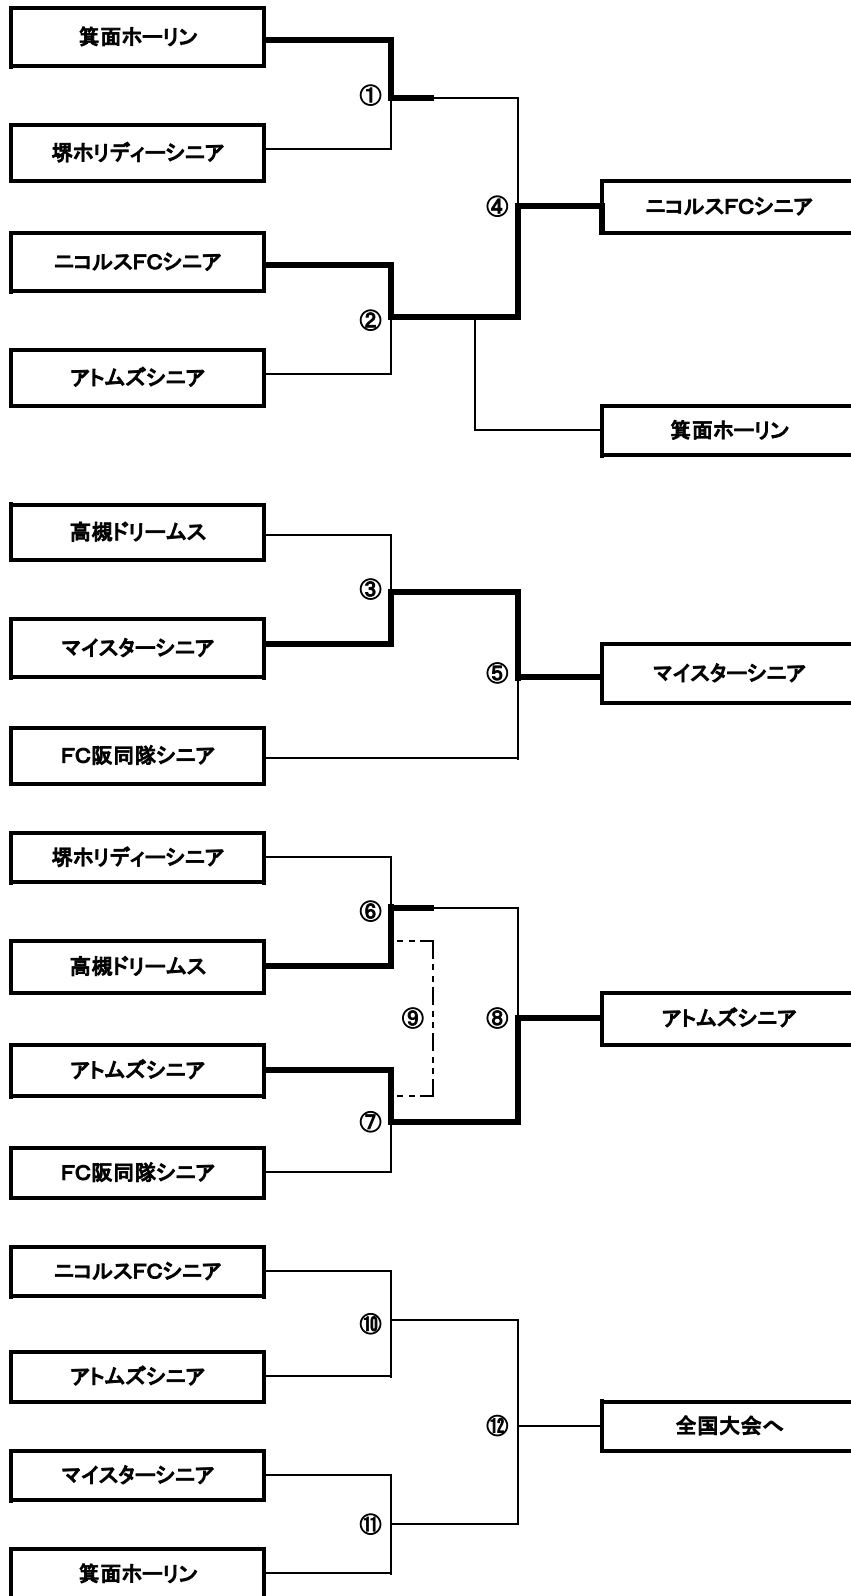 箕面ホーリン
①
堺ホリディーシニア
④
ニコルスFCシニア
ニコルスFCシニア
②
アトムズシニア
箕面ホーリン
高槻ドリームス
③
マイスターシニア
⑤
マイスターシニア
FC阪同隊シニア
堺ホリディーシニア
⑥
高槻ドリームス
⑨
⑧
アトムズシニア
アトムズシニア
⑦
FC阪同隊シニア
ニコルスFCシニア
⑩
アトムズシニア
⑫
全国大会へ
マイスターシニア
⑪
箕面ホーリン